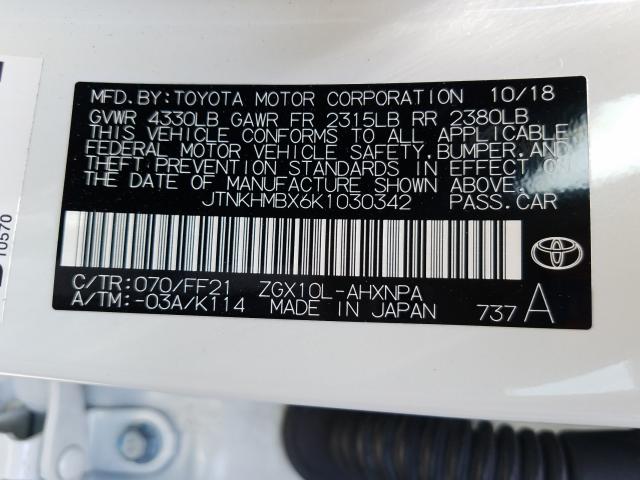 MFD.BY:TOYOTA MOTOR CORPORATION 10/18
GVWR 4330LB GAWR FR 2315LB RR 2380LB
THIS VEHICLE CONFORMS TO ALL APPLICABLE
FEDERAL MOTOR VEHICLE SAFETY,BUMPER,AND
THEFT PREVENTION STANDARDS IN EFFECT ON
THE DATE OF MANUFACTURE SHOWN ABOVE.
JTNKHMBX6K1030342 PASS.CAR
C/TR:070/FF21 ZGX10L-AHXNPA
A/TM:-03A/K114 MADE IN JAPAN 737 A
10570